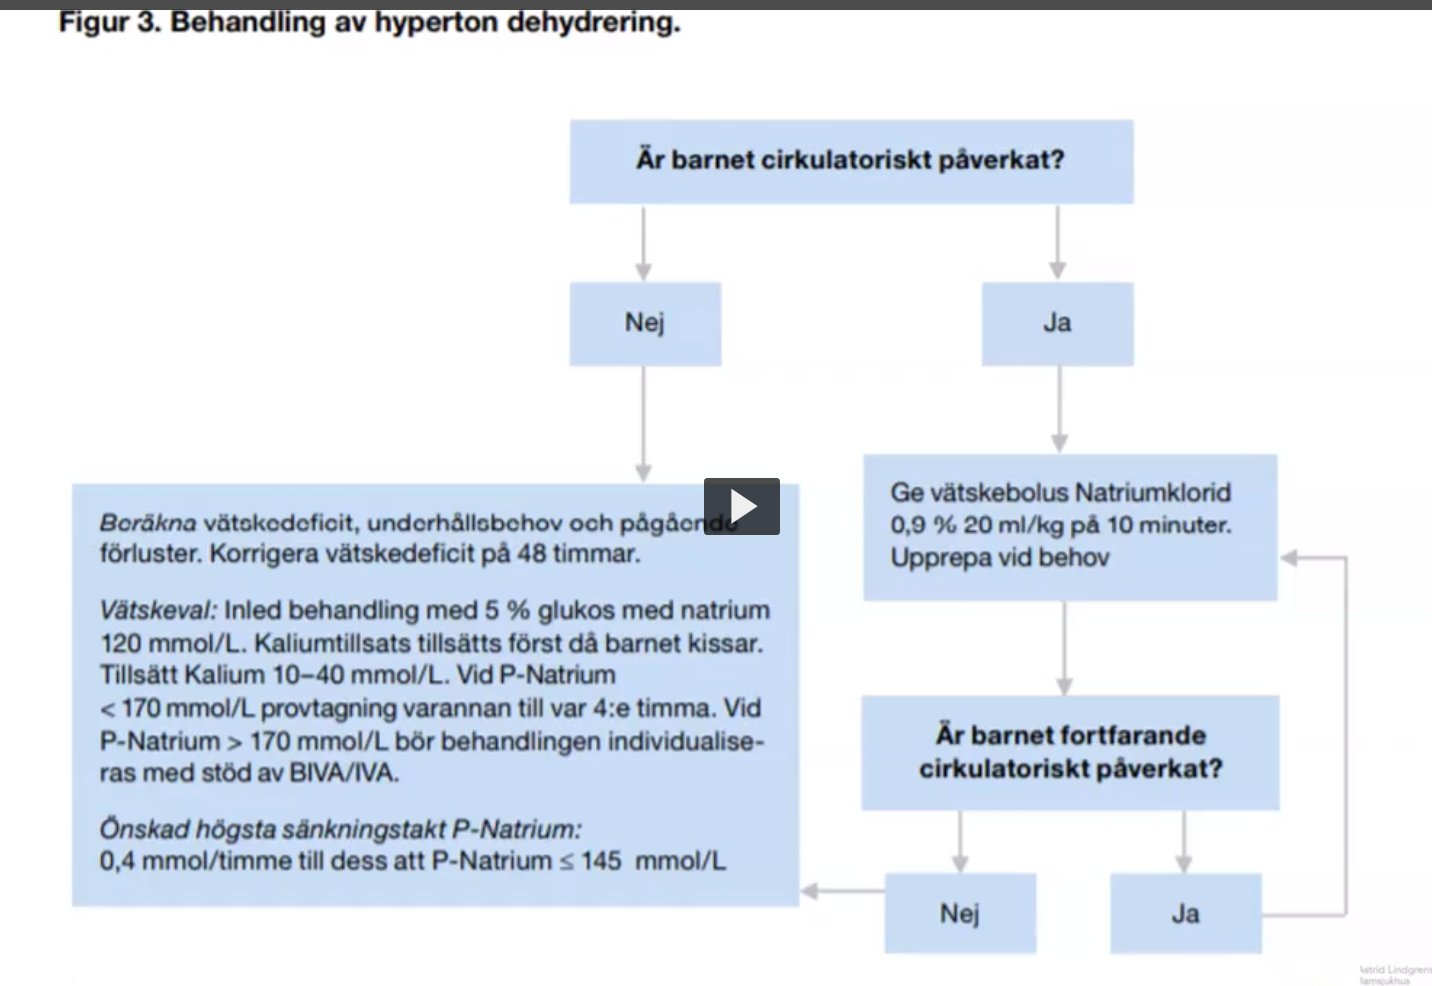 Figur 3. Behandling av hyperton dehydrering.
Är barnet cirkulatoriskt påverkat?
Nej
Ja
Beräkna vätskedeficit, underhållsbehov och pågående
förluster. Korrigera vätskedeficit på 48 timmar.
Vätskeval: Inled behandling med 5 % glukos med natrium
120 mmol/L. Kaliumtillsats tillsätts först då barnet kissar.
Tillsätt Kalium 10–40 mmol/L. Vid P-Natrium
< 170 mmol/L provtagning varannan till var 4:e timma. Vid
P-Natrium > 170 mmol/L bör behandlingen individualise-
ras med stöd av BIVA/IVA.
Önskad högsta sänkningstakt P-Natrium:
0,4 mmol/timme till dess att P-Natrium ≤ 145 mmol/L
Ge vätskebolus Natriumklorid
0,9 % 20 ml/kg på 10 minuter.
Upprepa vid behov
Är barnet fortfarande
cirkulatoriskt påverkat?
Nej
Ja
Astrid Lindgrens